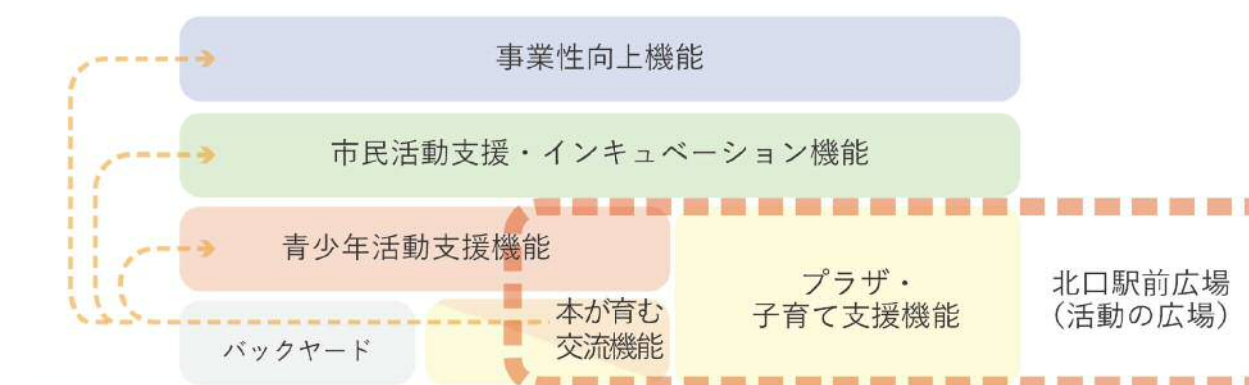 事業性向上機能
市民活動支援・インキュベーション機能
青少年活動支援機能
プラザ・
子育て支援機能
北口駅前広場
（活動の広場）
本が育む
交流機能
バックヤード